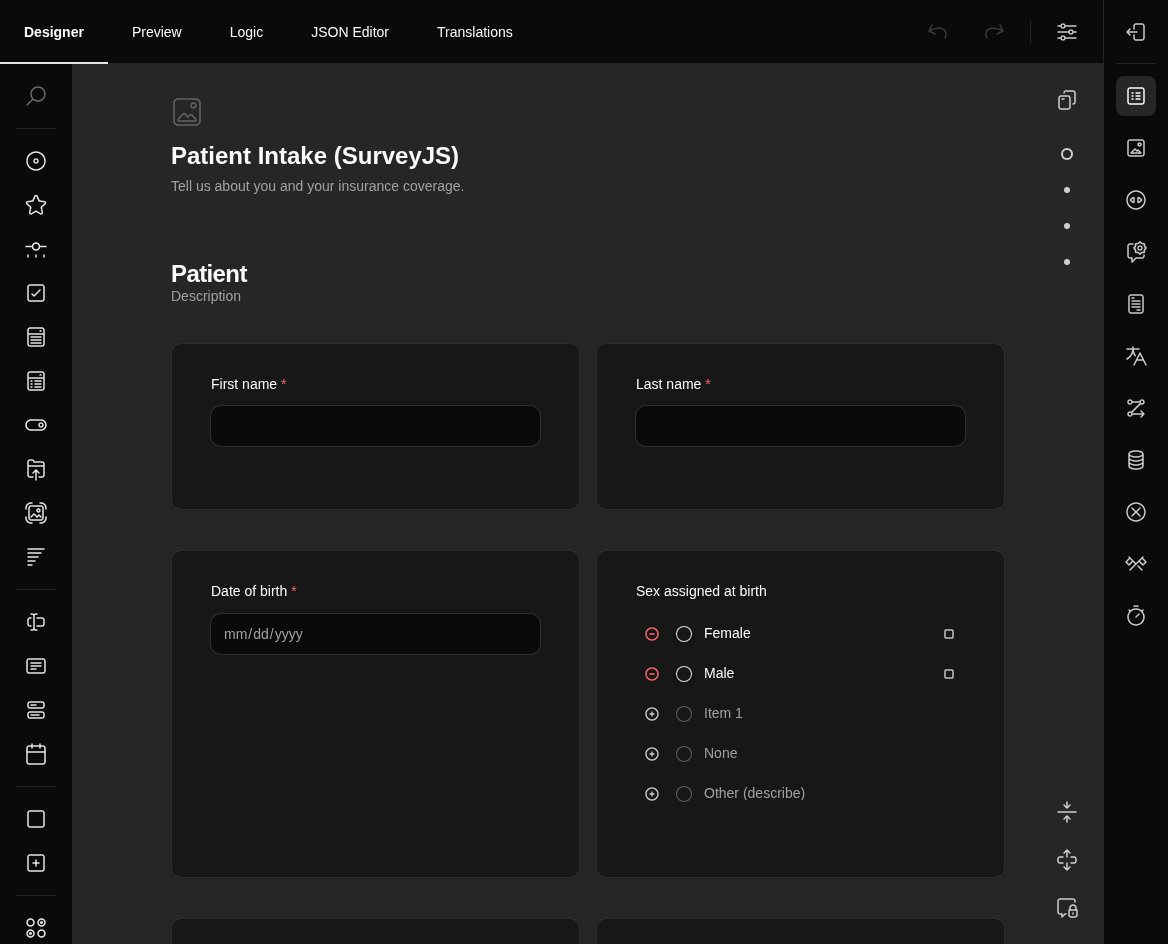 Designer
Preview
Logic
JSON Editor
Translations
Patient Intake (SurveyJS)
Tell us about you and your insurance coverage.
Patient
Description
First name *
Last name *
Date of birth *
mm/dd/yyyy
Sex assigned at birth
Female
Male
Item 1
None
Other (describe)